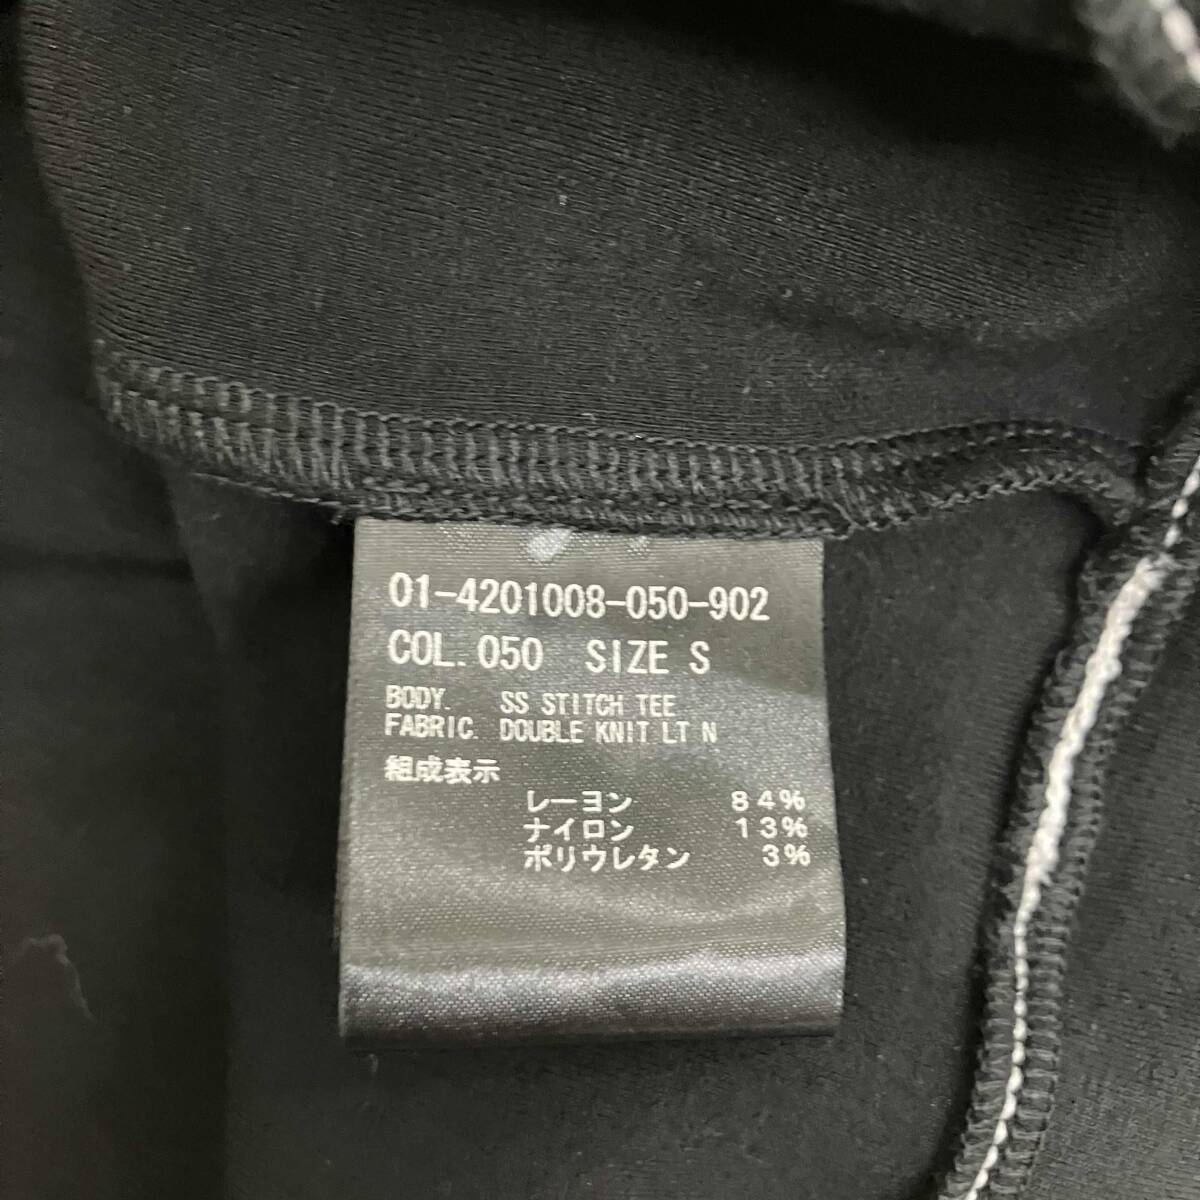 01-4201008-050-902
COL. 050 SIZE S
BODY. SS STITCH TEE
FABRIC. DOUBLE KNIT LT N
組成表示
レーヨン 84%
ナイロン 13%
ポリウレタン 3%